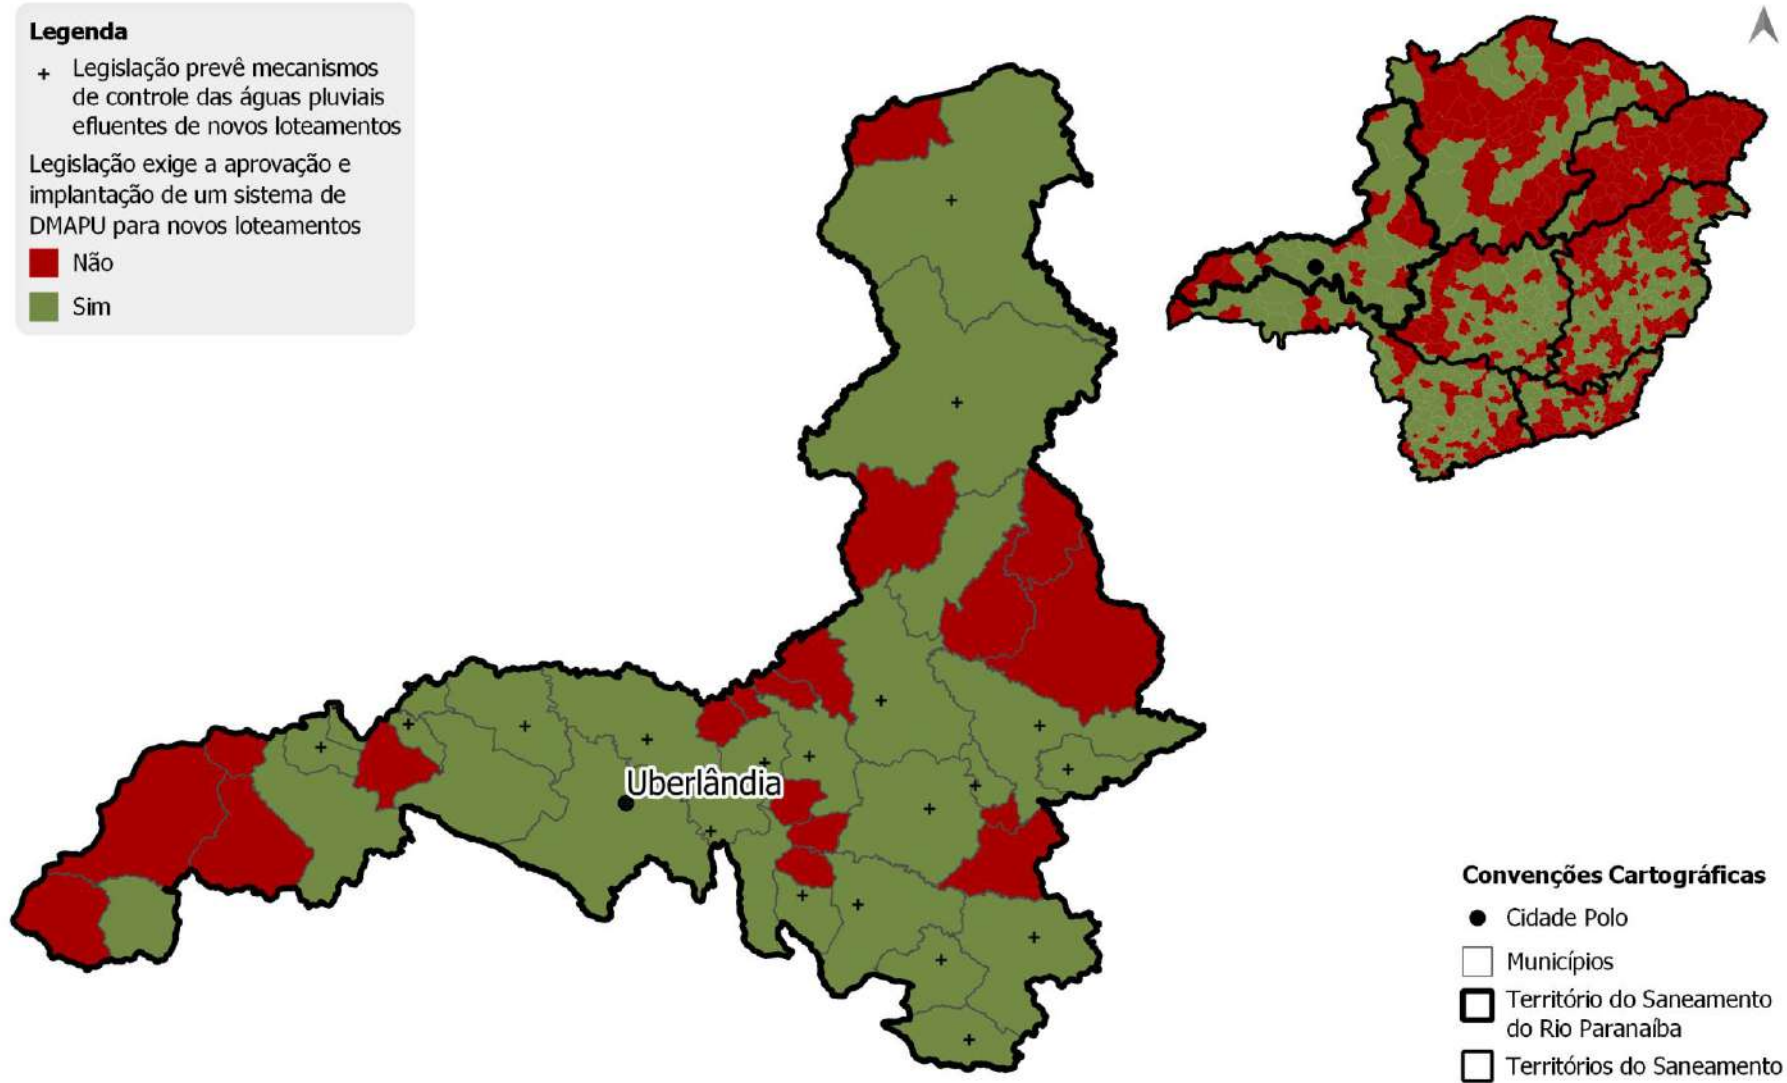 Legenda
+ Legislação prevê mecanismos
de controle das águas pluviais
efluentes de novos loteamentos
Legislação exige a aprovação e
implantação de um sistema de
DMAPU para novos loteamentos
Não
Sim
Uberlândia
Convenções Cartográficas
Cidade Polo
Municípios
Território do Saneamento
do Rio Paranaíba
Territórios do Saneamento